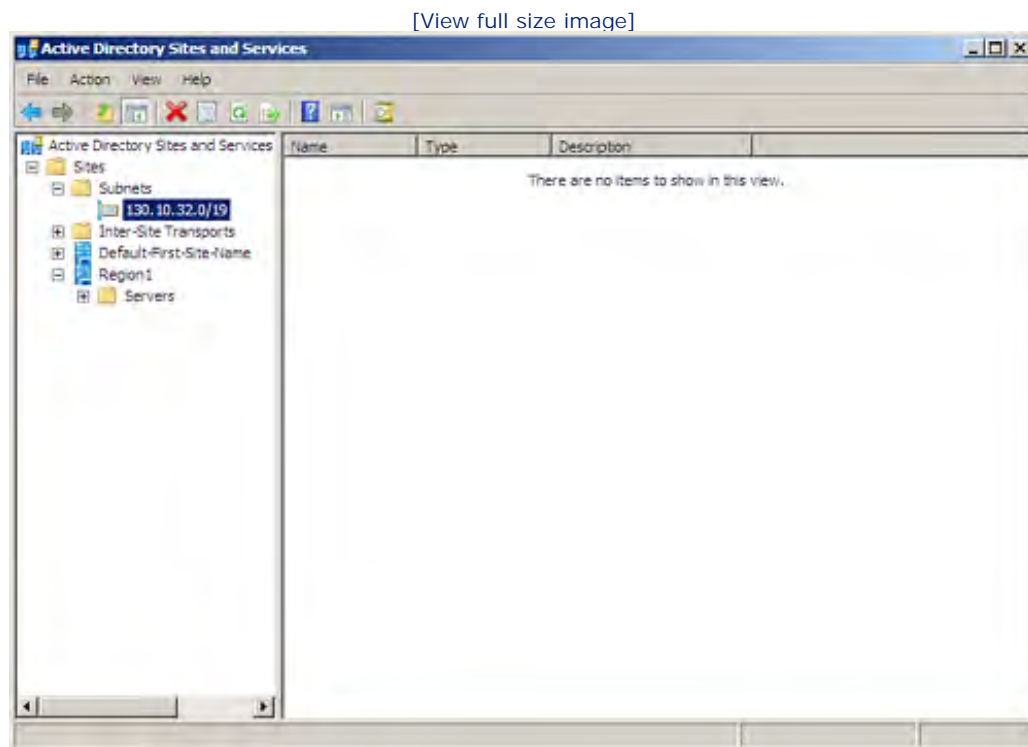 [View full size image]
Active Directory Sites and Services
File Action View Help
Active Directory Sites and Services
Name Type Description
Sites
There are no items to show in this view.
Subnets
130.10.32.0/19
Inter-Site Transports
Default-First-Site-Name
Region1
Servers